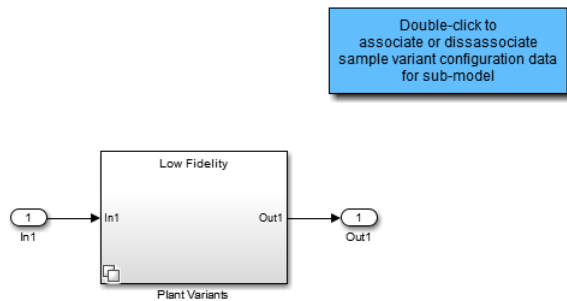 Double-click to
associate or dissassociate
sample variant configuration data
for sub-model
Low Fidelity
1
In1
In1
Out1
1
Out1
Plant Variants